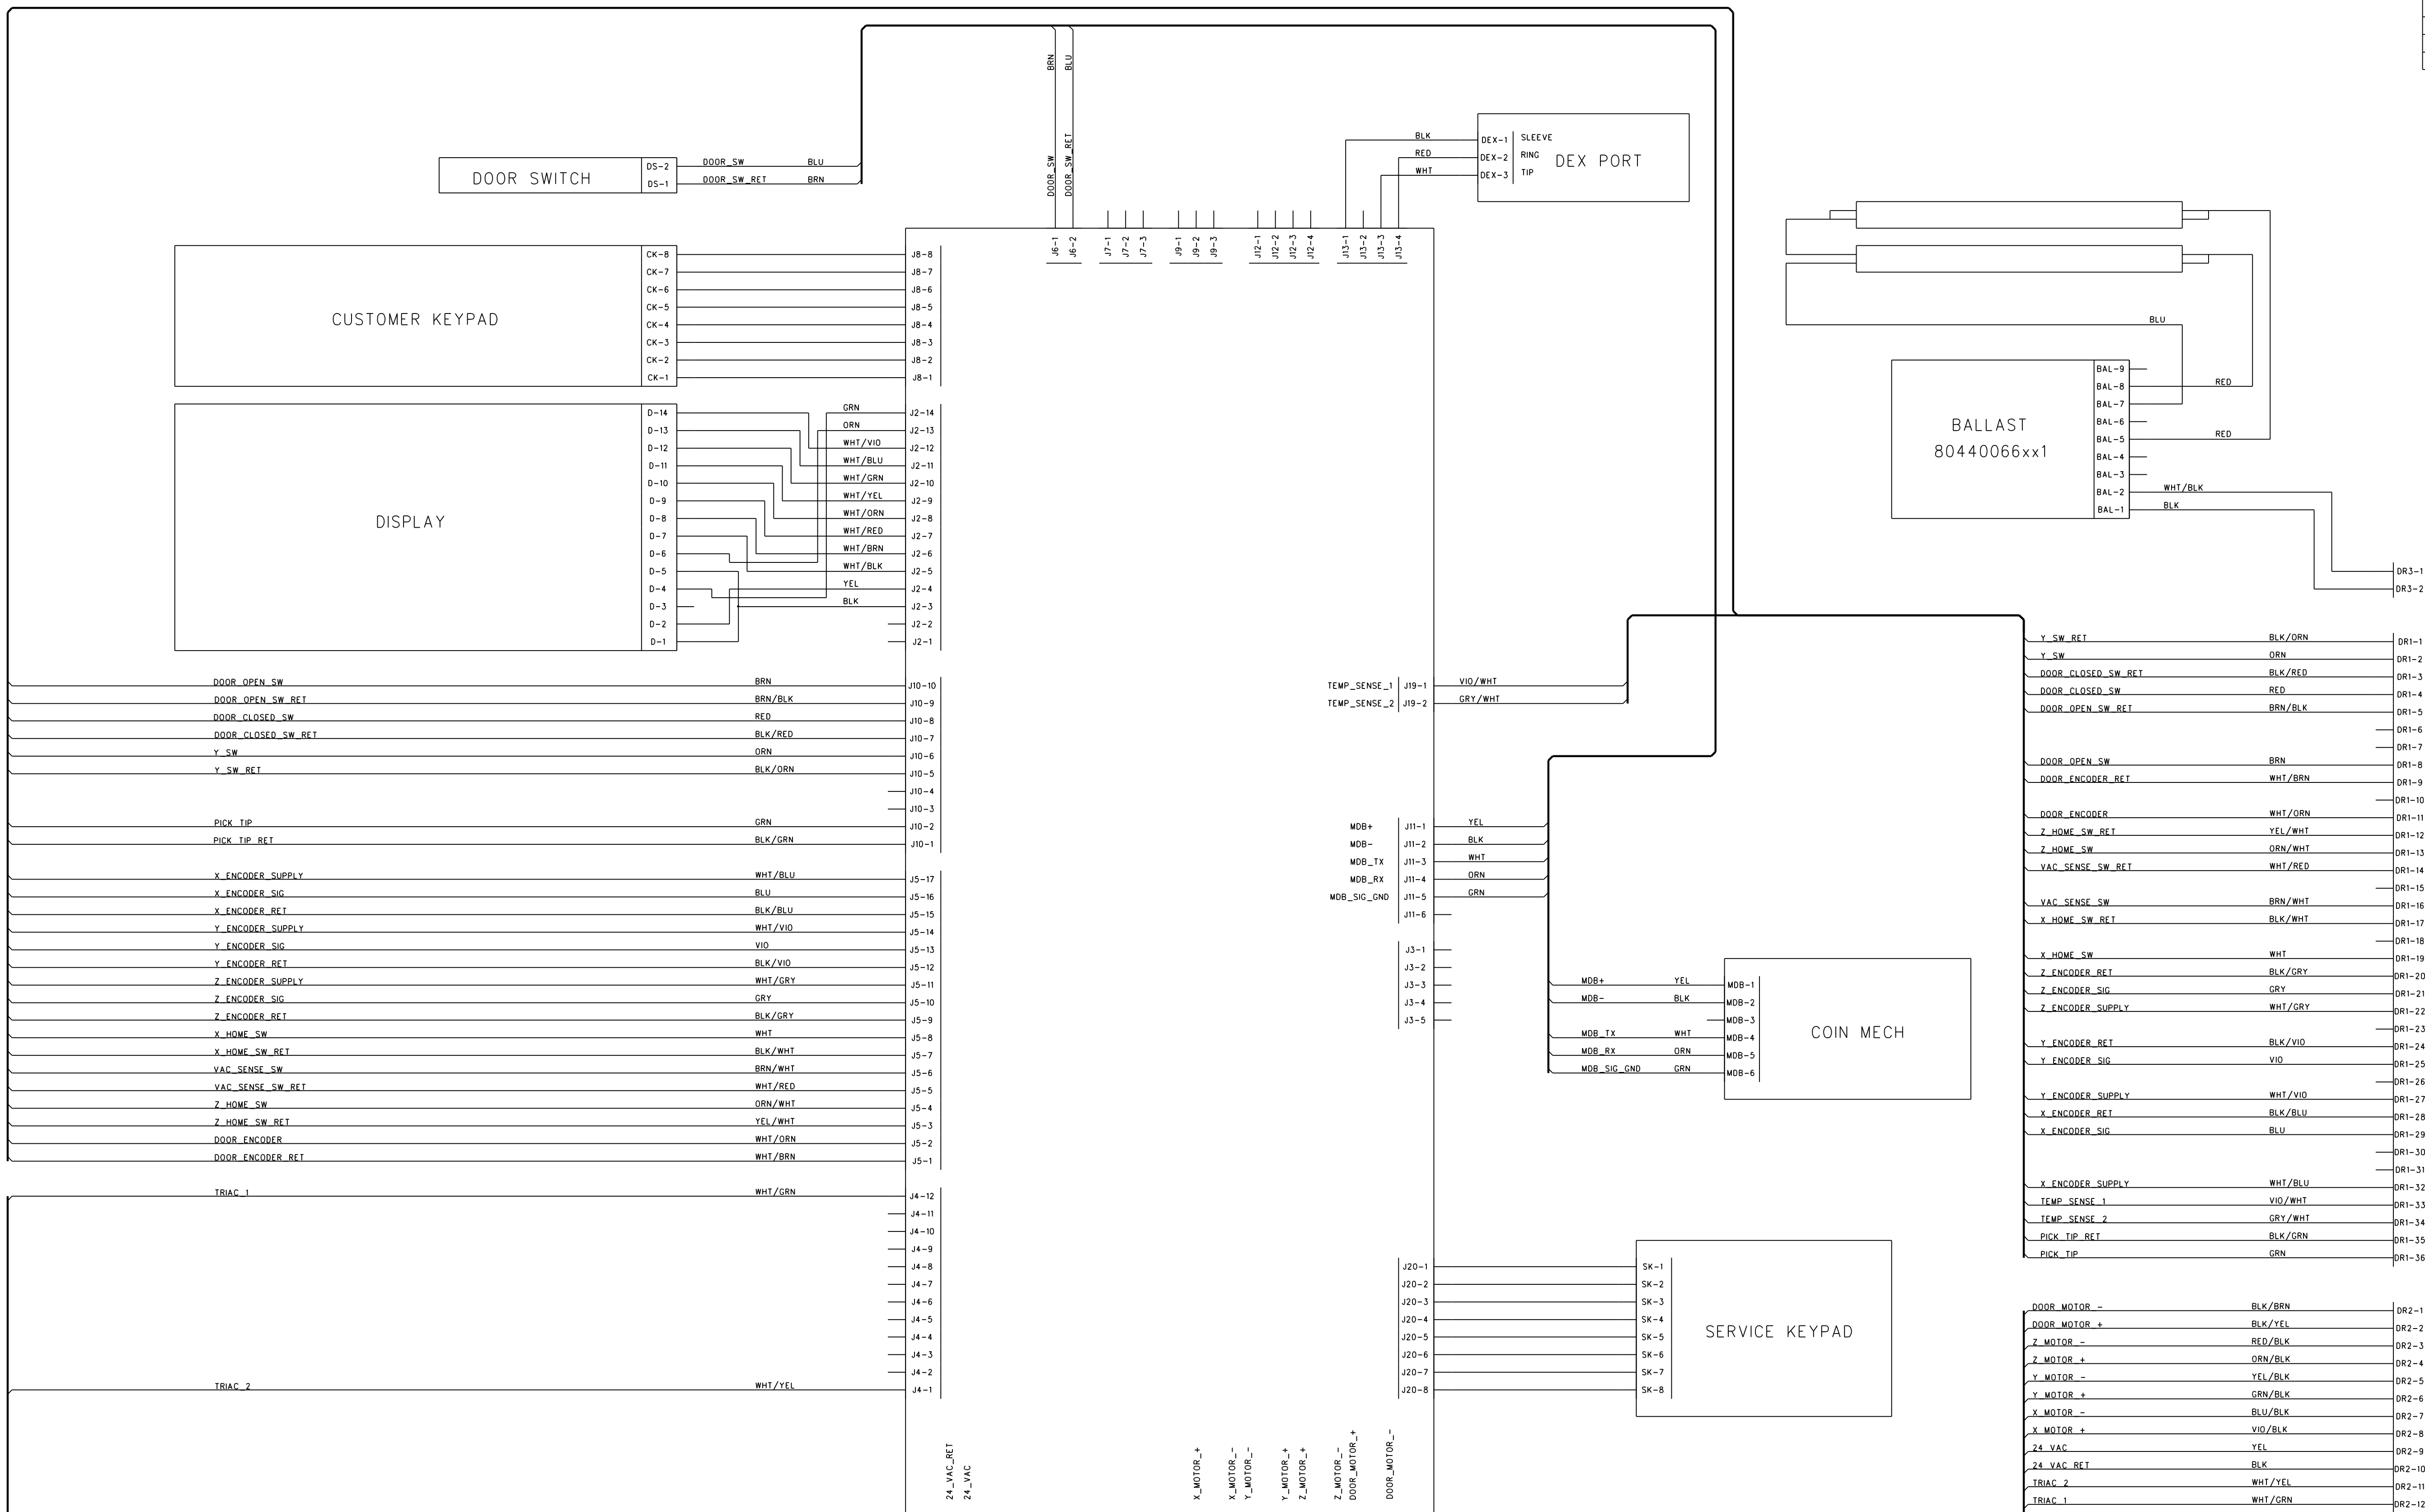 BRN
BLU
DOOR_SW
DOOR_SW_RET
DOOR SWITCH
DS-2 DOOR_SW BLU
DS-1 DOOR_SW_RET BRN
BLK DEX-1 SLEEVE
RED DEX-2 RING
WHT DEX-3 TIP
DEX PORT
J6-1
J6-2
J7-1
J7-2
J7-3
J9-1
J9-2
J9-3
J12-1
J12-2
J12-3
J12-4
J13-1
J13-2
J13-3
J13-4
CUSTOMER KEYPAD
CK-8 J8-8
CK-7 J8-7
CK-6 J8-6
CK-5 J8-5
CK-4 J8-4
CK-3 J8-3
CK-2 J8-2
CK-1 J8-1
DISPLAY
D-14 GRN J2-14
D-13 ORN J2-13
D-12 WHT/VIO J2-12
D-11 WHT/BLU J2-11
D-10 WHT/GRN J2-10
D-9 WHT/YEL J2-9
D-8 WHT/ORN J2-8
D-7 WHT/RED J2-7
D-6 WHT/BRN J2-6
D-5 WHT/BLK J2-5
D-4 YEL J2-4
D-3 BLK J2-3
D-2 J2-2
D-1 J2-1
DOOR_OPEN_SW BRN J10-10
DOOR_OPEN_SW_RET BRN/BLK J10-9
DOOR_CLOSED_SW RED J10-8
DOOR_CLOSED_SW_RET BLK/RED J10-7
Y_SW ORN J10-6
Y_SW_RET BLK/ORN J10-5
J10-4
J10-3
PICK_TIP GRN J10-2
PICK_TIP_RET BLK/GRN J10-1
X_ENCODER_SUPPLY WHT/BLU J5-17
X_ENCODER_SIG BLU J5-16
X_ENCODER_RET BLK/BLU J5-15
Y_ENCODER_SUPPLY WHT/VIO J5-14
Y_ENCODER_SIG VIO J5-13
Y_ENCODER_RET BLK/VIO J5-12
Z_ENCODER_SUPPLY WHT/GRY J5-11
Z_ENCODER_SIG GRY J5-10
Z_ENCODER_RET BLK/GRY J5-9
X_HOME_SW WHT J5-8
X_HOME_SW_RET BLK/WHT J5-7
VAC_SENSE_SW BRN/WHT J5-6
VAC_SENSE_SW_RET WHT/RED J5-5
Z_HOME_SW ORN/WHT J5-4
Z_HOME_SW_RET YEL/WHT J5-3
DOOR_ENCODER WHT/ORN J5-2
DOOR_ENCODER_RET WHT/BRN J5-1
TRIAC_1 WHT/GRN J4-12
J4-11
J4-10
J4-9
J4-8
J4-7
J4-6
J4-5
J4-4
J4-3
J4-2
TRIAC_2 WHT/YEL J4-1
24_VAC_RET
24_VAC
X_MOTOR_+
X_MOTOR_-
Y_MOTOR_-
Y_MOTOR_+
Z_MOTOR_+
Z_MOTOR_-
DOOR_MOTOR_+
DOOR_MOTOR_-
TEMP_SENSE_1 J19-1 VIO/WHT
TEMP_SENSE_2 J19-2 GRY/WHT
MDB+ J11-1 YEL
MDB- J11-2 BLK
MDB_TX J11-3 WHT
MDB_RX J11-4 ORN
MDB_SIG_GND J11-5 GRN
J11-6
J3-1
J3-2
J3-3
J3-4
J3-5
MDB+ YEL MDB-1
MDB- BLK MDB-2
MDB-3
MDB_TX WHT MDB-4
MDB_RX ORN MDB-5
MDB_SIG_GND GRN MDB-6
COIN MECH
J20-1 SK-1
J20-2 SK-2
J20-3 SK-3
J20-4 SK-4
J20-5 SK-5
J20-6 SK-6
J20-7 SK-7
J20-8 SK-8
SERVICE KEYPAD
BLU
BALLAST
80440066xx1
BAL-9
BAL-8 RED
BAL-7
BAL-6
BAL-5 RED
BAL-4
BAL-3
BAL-2 WHT/BLK
BAL-1 BLK
DR3-1
DR3-2
Y_SW_RET BLK/ORN DR1-1
Y_SW ORN DR1-2
DOOR_CLOSED_SW_RET BLK/RED DR1-3
DOOR_CLOSED_SW RED DR1-4
DOOR_OPEN_SW_RET BRN/BLK DR1-5
DR1-6
DR1-7
DOOR_OPEN_SW BRN DR1-8
DOOR_ENCODER_RET WHT/BRN DR1-9
DR1-10
DOOR_ENCODER WHT/ORN DR1-11
Z_HOME_SW_RET YEL/WHT DR1-12
Z_HOME_SW ORN/WHT DR1-13
VAC_SENSE_SW_RET WHT/RED DR1-14
DR1-15
VAC_SENSE_SW BRN/WHT DR1-16
X_HOME_SW_RET BLK/WHT DR1-17
DR1-18
X_HOME_SW WHT DR1-19
Z_ENCODER_RET BLK/GRY DR1-20
Z_ENCODER_SIG GRY DR1-21
Z_ENCODER_SUPPLY WHT/GRY DR1-22
DR1-23
Y_ENCODER_RET BLK/VIO DR1-24
Y_ENCODER_SIG VIO DR1-25
DR1-26
Y_ENCODER_SUPPLY WHT/VIO DR1-27
X_ENCODER_RET BLK/BLU DR1-28
X_ENCODER_SIG BLU DR1-29
DR1-30
DR1-31
X_ENCODER_SUPPLY WHT/BLU DR1-32
TEMP_SENSE_1 VIO/WHT DR1-33
TEMP_SENSE_2 GRY/WHT DR1-34
PICK_TIP_RET BLK/GRN DR1-35
PICK_TIP GRN DR1-36
DOOR_MOTOR_- BLK/BRN DR2-1
DOOR_MOTOR_+ BLK/YEL DR2-2
Z_MOTOR_- RED/BLK DR2-3
Z_MOTOR_+ ORN/BLK DR2-4
Y_MOTOR_- YEL/BLK DR2-5
Y_MOTOR_+ GRN/BLK DR2-6
X_MOTOR_- BLU/BLK DR2-7
X_MOTOR_+ VIO/BLK DR2-8
24_VAC YEL DR2-9
24_VAC_RET BLK DR2-10
TRIAC_2 WHT/YEL DR2-11
TRIAC_1 WHT/GRN DR2-12